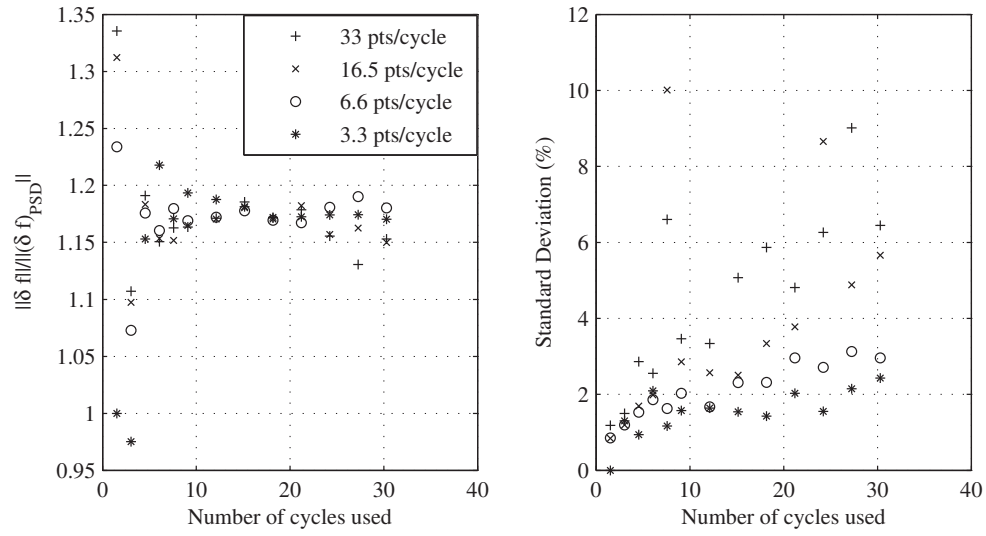 1.35
1.3
1.25
1.2
1.15
1.1
1.05
1
0.95
||δ f||/||(δ f)PSD||
+ 33 pts/cycle
× 16.5 pts/cycle
○ 6.6 pts/cycle
* 3.3 pts/cycle
0 10 20 30 40
Number of cycles used
12
10
8
6
4
2
0
Standard Deviation (%)
0 10 20 30 40
Number of cycles used